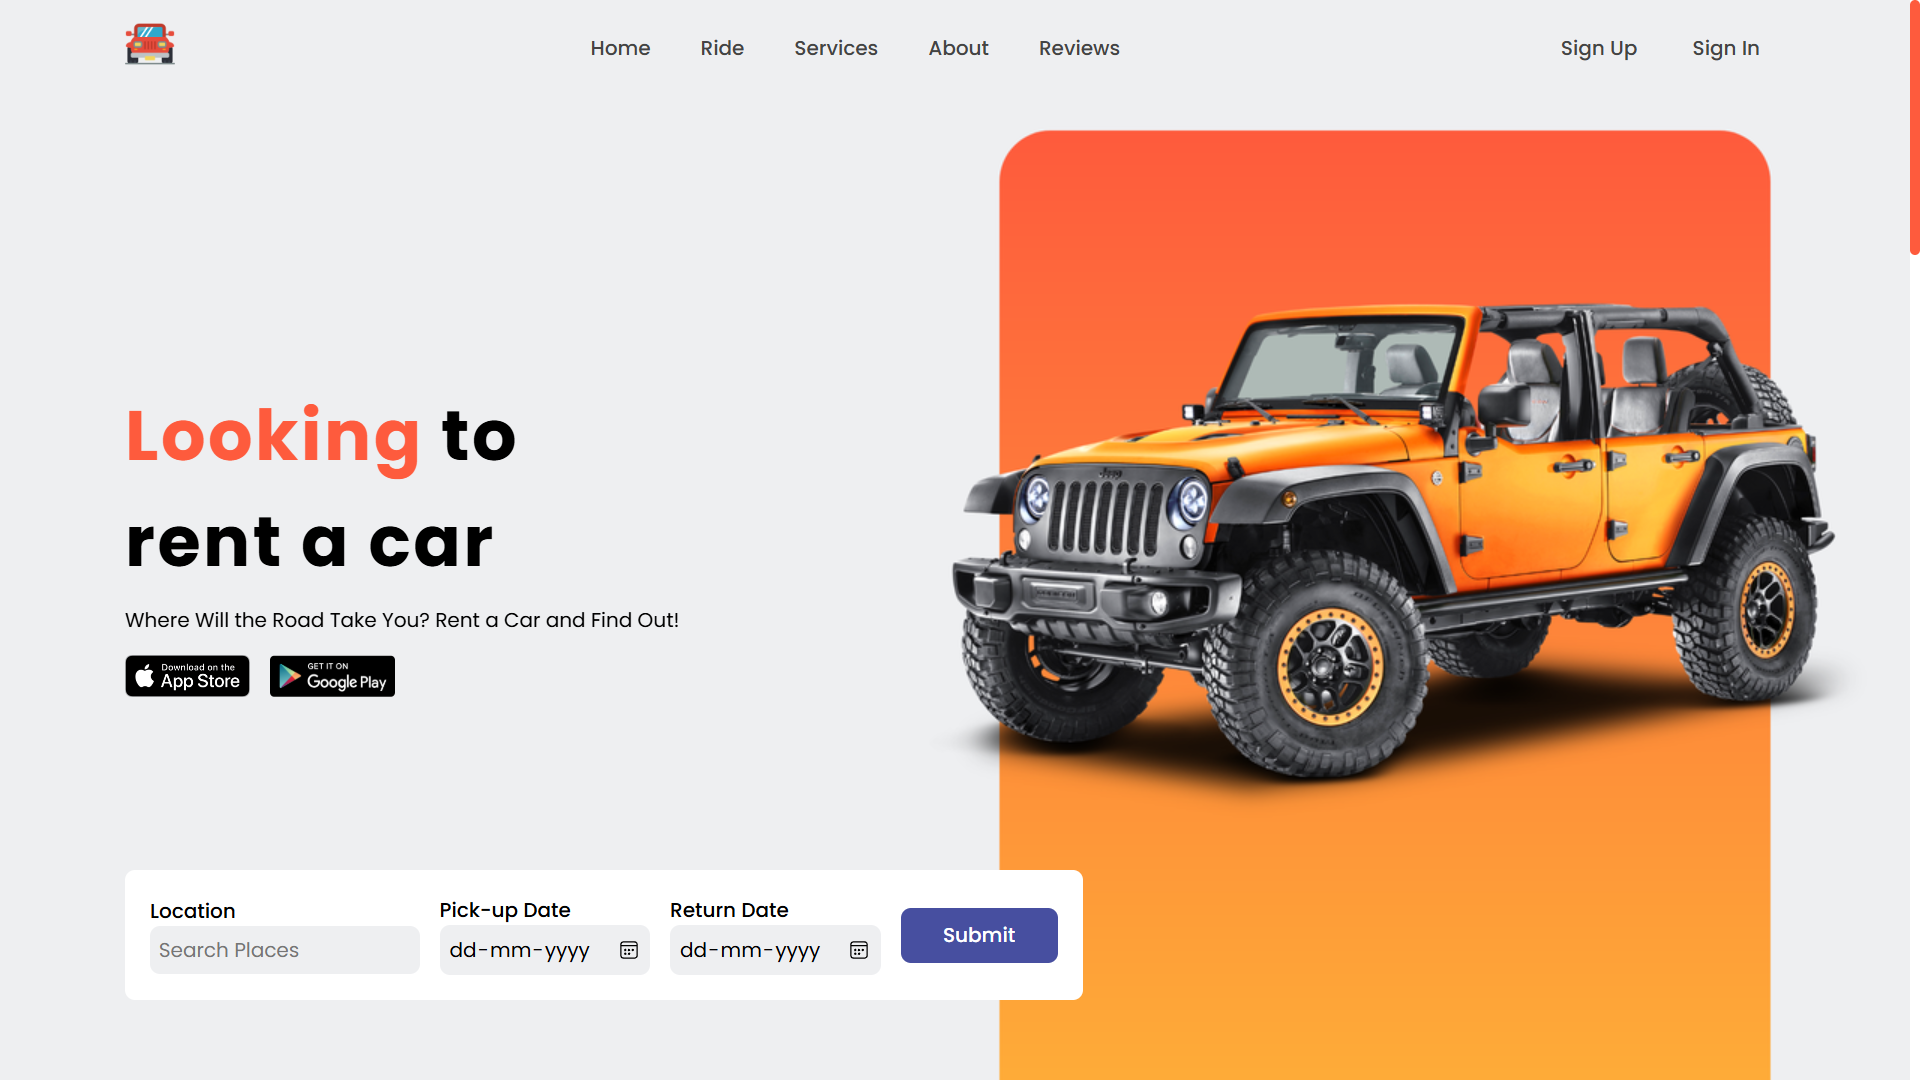 Home
Ride
Services
About
Reviews
Sign Up
Sign In
Looking to
rent a car
Where Will the Road Take You? Rent a Car and Find Out!
Download on the
App Store
GET IT ON
Google Play
Jeep
Location
Search Places
Pick-up Date
dd-mm-yyyy
Return Date
dd-mm-yyyy
Submit